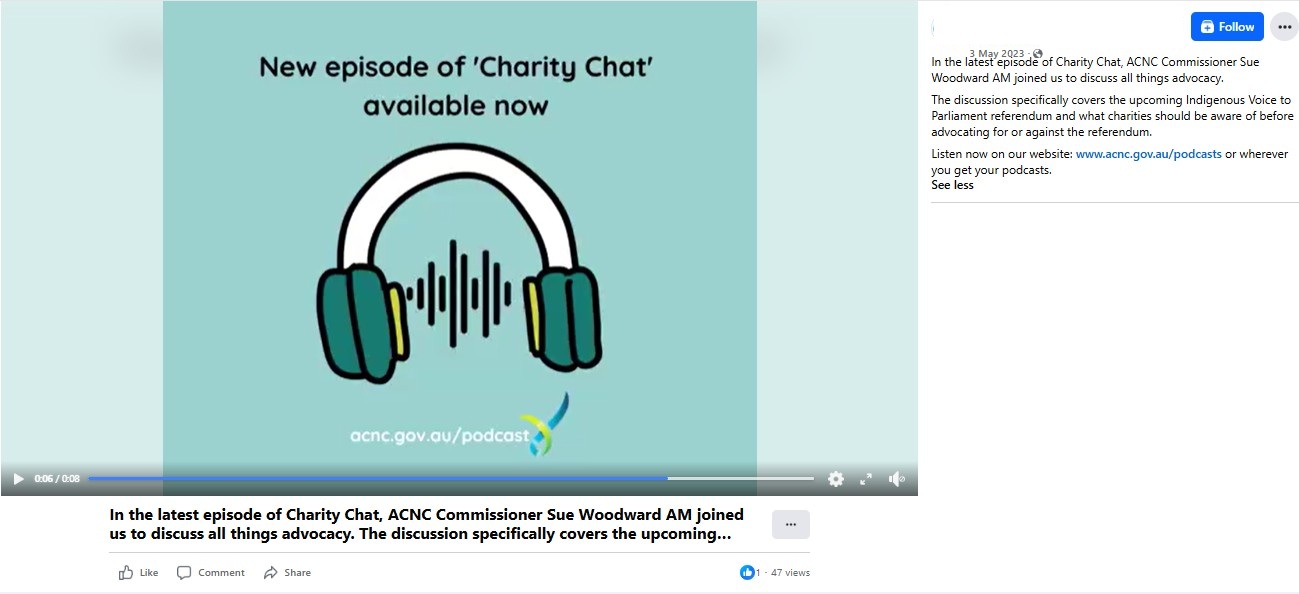 New episode of 'Charity Chat'
available now
acnc.gov.au/podcast
0:06 / 0:08
In the latest episode of Charity Chat, ACNC Commissioner Sue Woodward AM joined
us to discuss all things advocacy. The discussion specifically covers the upcoming...
Like Comment Share
1 · 47 views
Follow
3 May 2023 ·
In the latest episode of Charity Chat, ACNC Commissioner Sue
Woodward AM joined us to discuss all things advocacy.
The discussion specifically covers the upcoming Indigenous Voice to
Parliament referendum and what charities should be aware of before
advocating for or against the referendum.
Listen now on our website: www.acnc.gov.au/podcasts or wherever
you get your podcasts.
See less